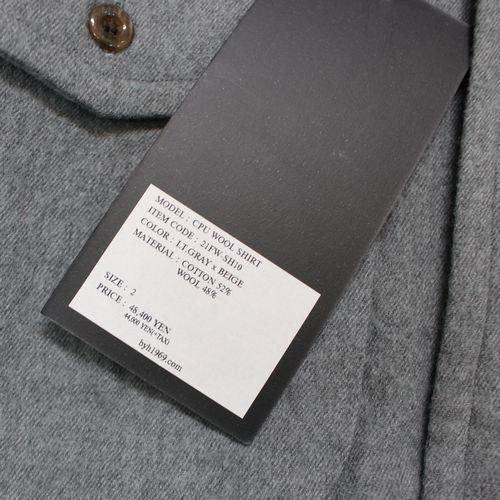 MODEL : CPU WOOL SHIRT
ITEM CODE : 21FW-SH10
COLOR : LT.GRAY x BEIGE
MATERIAL : COTTON 52%
WOOL 48%
SIZE : 2
PRICE : 48,400 YEN
44,000 YEN(+TAX)
byh1969.com